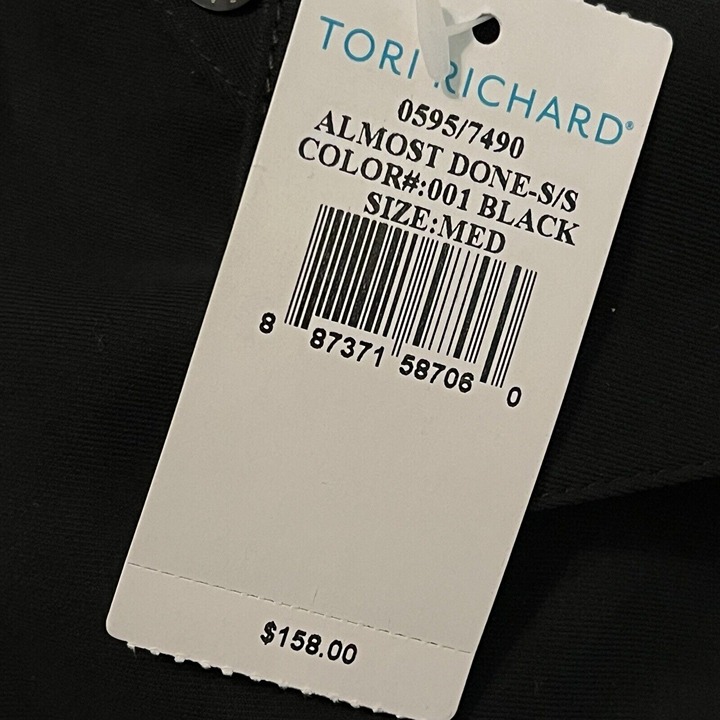 TORI RICHARD®
0595/7490
ALMOST DONE-S/S
COLOR#:001 BLACK
SIZE:MED
8 87371 58706 0
$158.00